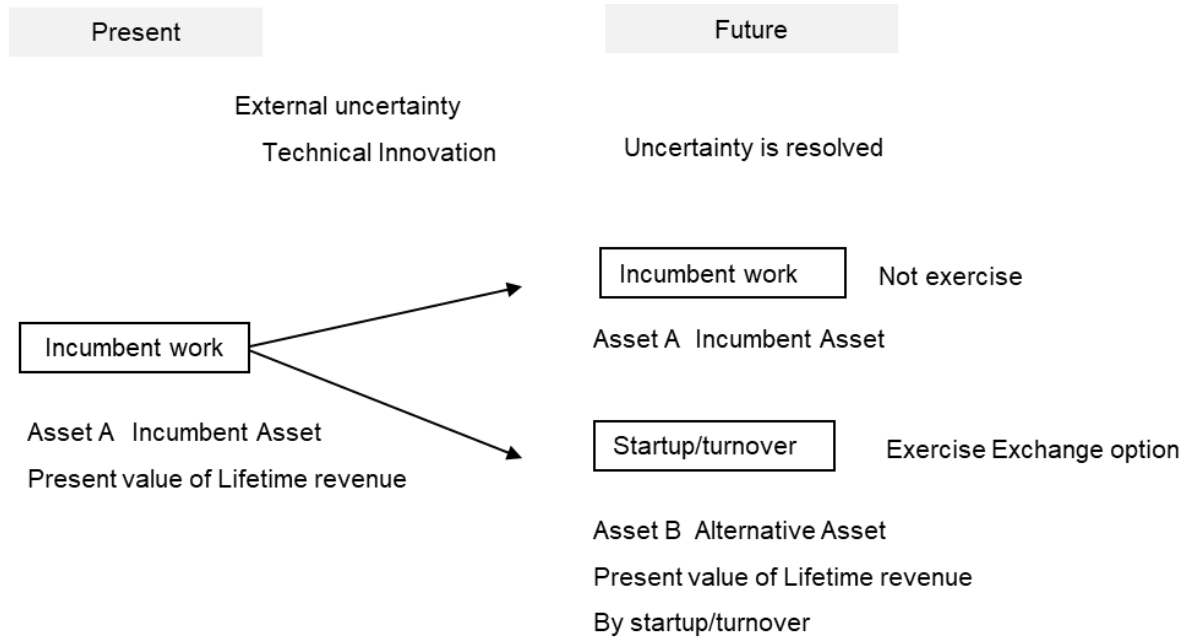 Present
Future
External uncertainty
Technical Innovation
Uncertainty is resolved
Incumbent work
Not exercise
Asset A Incumbent Asset
Incumbent work
Asset A Incumbent Asset
Present value of Lifetime revenue
Startup/turnover
Exercise Exchange option
Asset B Alternative Asset
Present value of Lifetime revenue
By startup/turnover